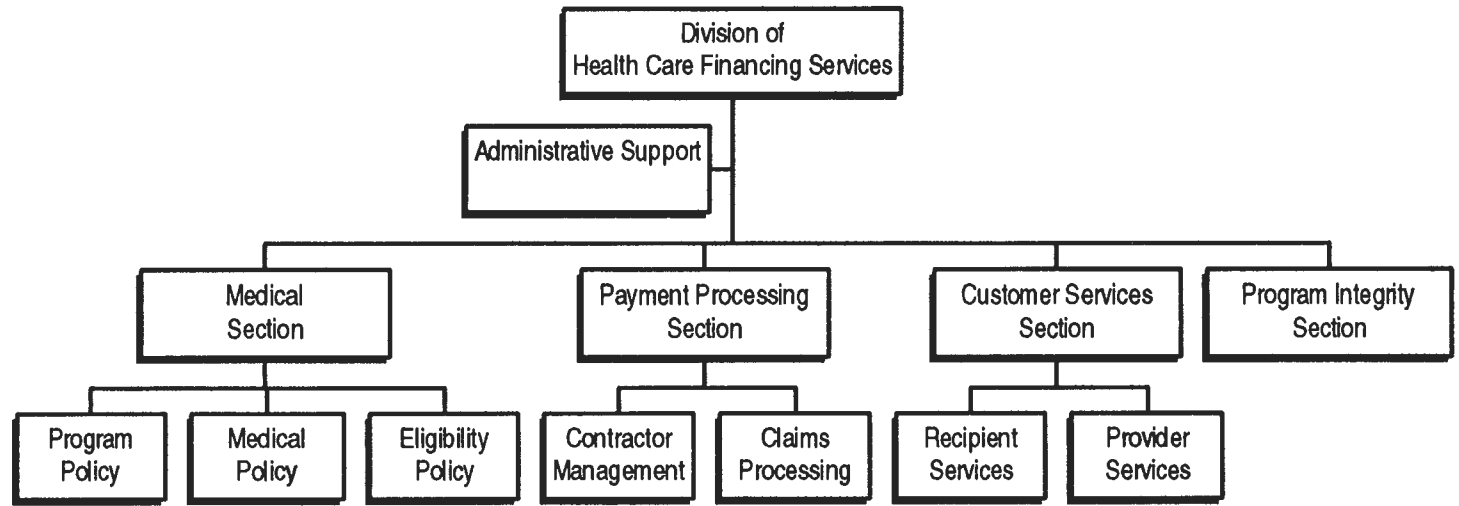 Division of
Health Care Financing Services
Administrative Support
Medical
Section
Payment Processing
Section
Customer Services
Section
Program Integrity
Section
Program
Policy
Medical
Policy
Eligibility
Policy
Contractor
Management
Claims
Processing
Recipient
Services
Provider
Services